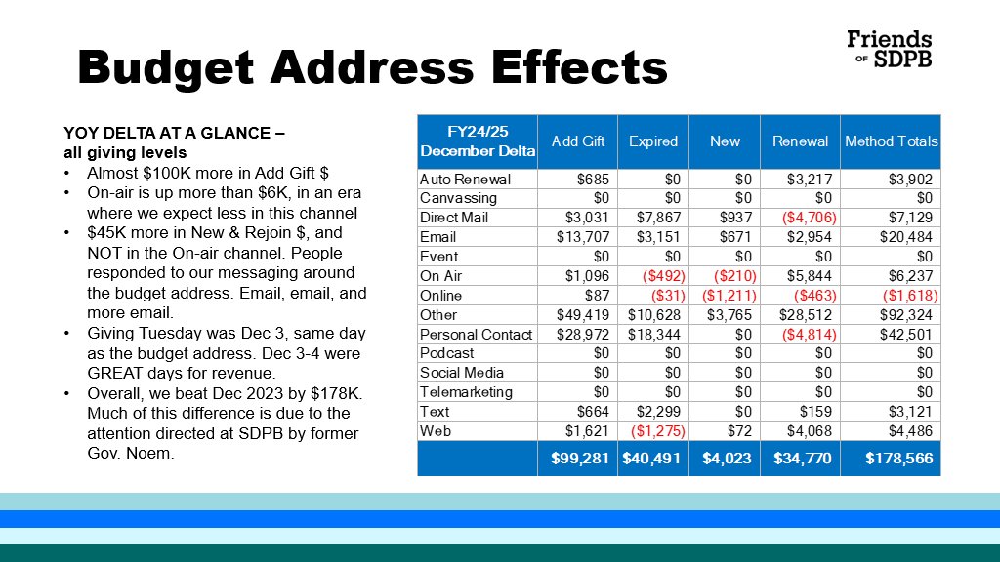 Budget Address Effects
Friends
OF SDPB
YOY DELTA AT A GLANCE –
all giving levels
• Almost $100K more in Add Gift $
• On-air is up more than $6K, in an era
where we expect less in this channel
• $45K more in New & Rejoin $, and
NOT in the On-air channel. People
responded to our messaging around
the budget address. Email, email, and
more email.
• Giving Tuesday was Dec 3, same day
as the budget address. Dec 3-4 were
GREAT days for revenue.
• Overall, we beat Dec 2023 by $178K.
Much of this difference is due to the
attention directed at SDPB by former
Gov. Noem.
FY24/25
December Delta Add Gift Expired New Renewal Method Totals
Auto Renewal $685 $0 $0 $3,217 $3,902
Canvassing $0 $0 $0 $0 $0
Direct Mail $3,031 $7,867 $937 ($4,706) $7,129
Email $13,707 $3,151 $671 $2,954 $20,484
Event $0 $0 $0 $0 $0
On Air $1,096 ($492) ($210) $5,844 $6,237
Online $87 ($31) ($1,211) ($463) ($1,618)
Other $49,419 $10,628 $3,765 $28,512 $92,324
Personal Contact $28,972 $18,344 $0 ($4,814) $42,501
Podcast $0 $0 $0 $0 $0
Social Media $0 $0 $0 $0 $0
Telemarketing $0 $0 $0 $0 $0
Text $664 $2,299 $0 $159 $3,121
Web $1,621 ($1,275) $72 $4,068 $4,486
$99,281 $40,491 $4,023 $34,770 $178,566